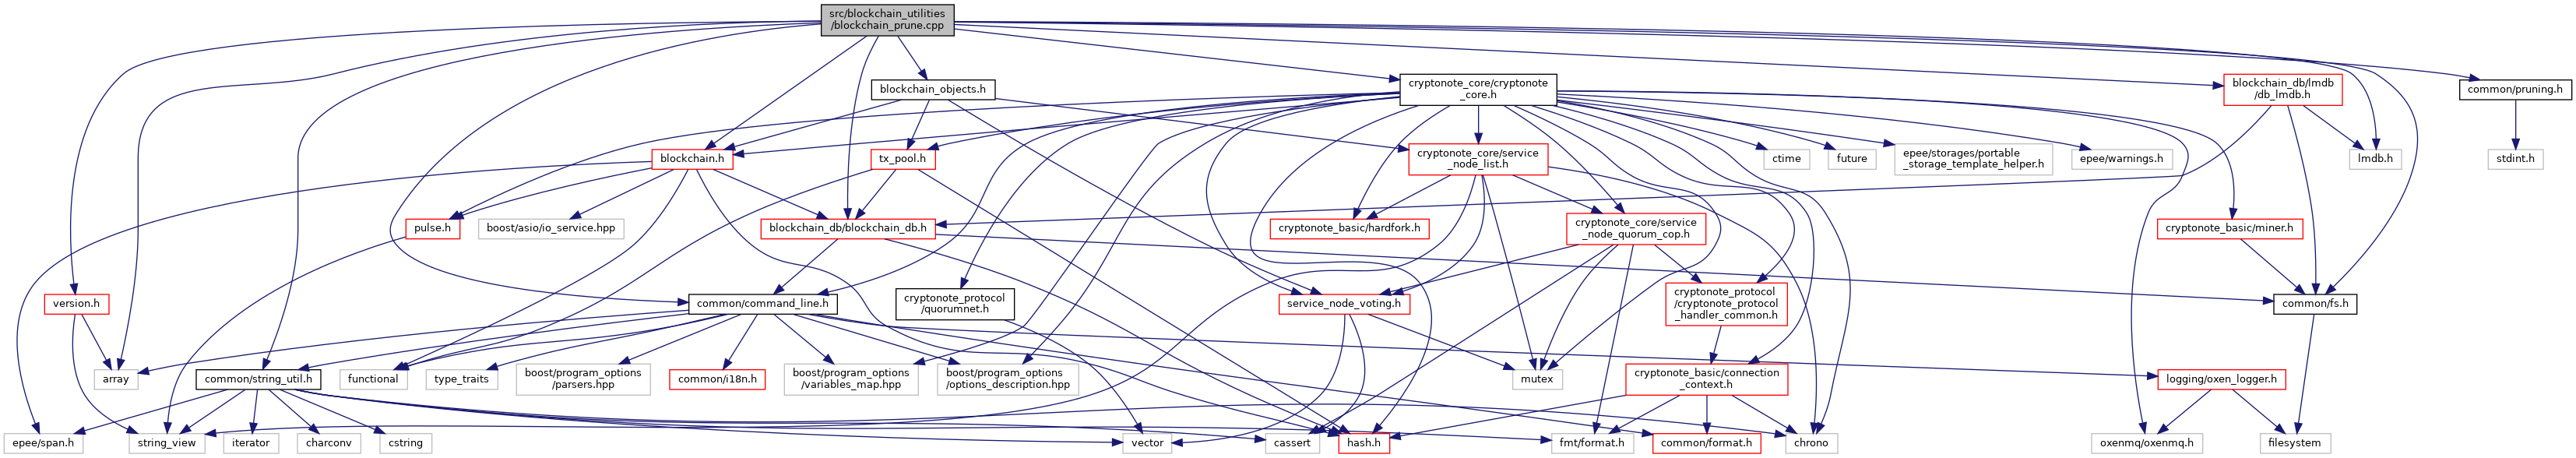 src/blockchain_utilities
/blockchain_prune.cpp
blockchain_objects.h
cryptonote_core/cryptonote
_core.h
blockchain_db/lmdb
/db_lmdb.h
common/pruning.h
blockchain.h
tx_pool.h
cryptonote_core/service
_node_list.h
ctime
future
epee/storages/portable
_storage_template_helper.h
epee/warnings.h
lmdb.h
stdint.h
pulse.h
boost/asio/io_service.hpp
blockchain_db/blockchain_db.h
cryptonote_basic/hardfork.h
cryptonote_core/service
_node_quorum_cop.h
cryptonote_basic/miner.h
version.h
common/command_line.h
cryptonote_protocol
/quorumnet.h
service_node_voting.h
cryptonote_protocol
/cryptonote_protocol
_handler_common.h
common/fs.h
array
common/string_util.h
functional
type_traits
boost/program_options
/parsers.hpp
common/i18n.h
boost/program_options
/variables_map.hpp
boost/program_options
/options_description.hpp
mutex
cryptonote_basic/connection
_context.h
logging/oxen_logger.h
epee/span.h
string_view
iterator
charconv
cstring
vector
cassert
hash.h
fmt/format.h
common/format.h
chrono
oxenmq/oxenmq.h
filesystem